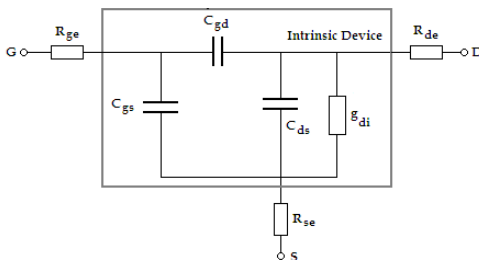 C_gd
Intrinsic Device
R_ge
R_de
G
D
C_gs
C_ds
g_di
R_se
S